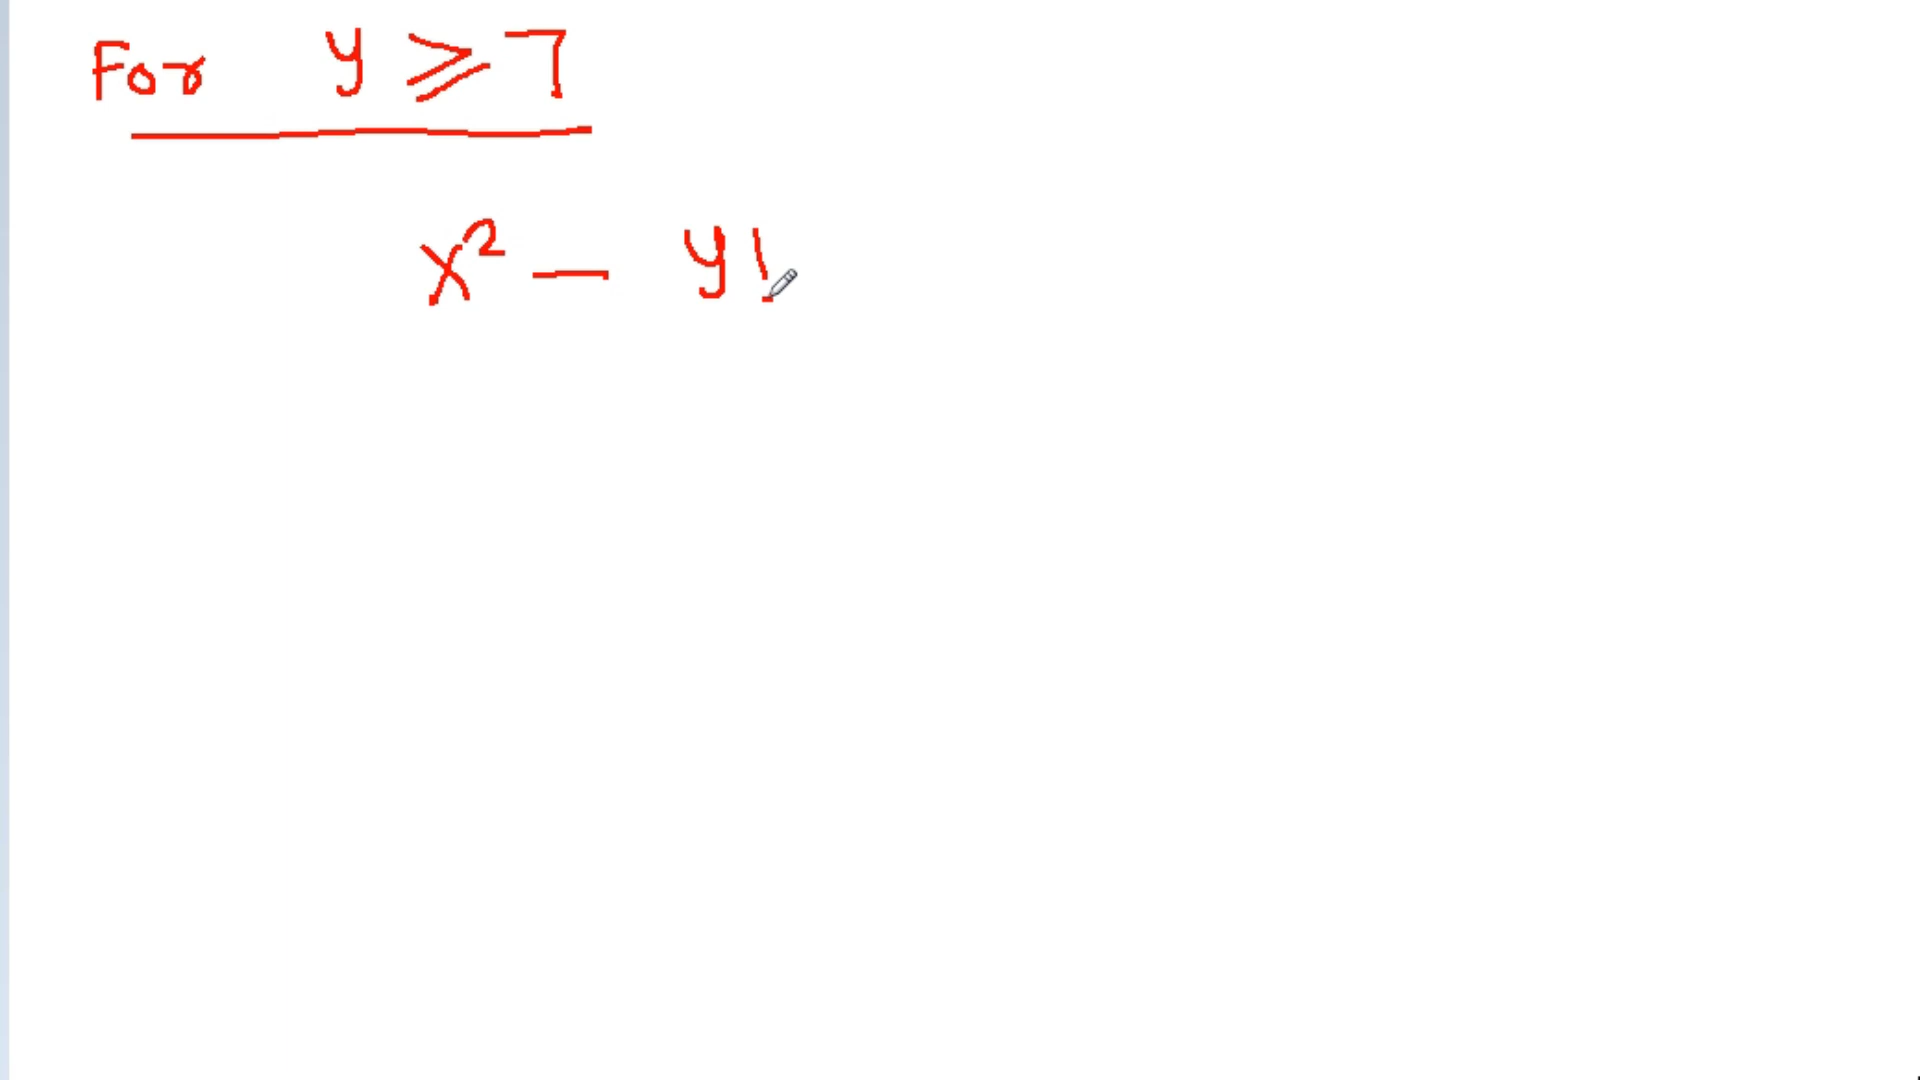 For y ⩾ 7
x² — y!